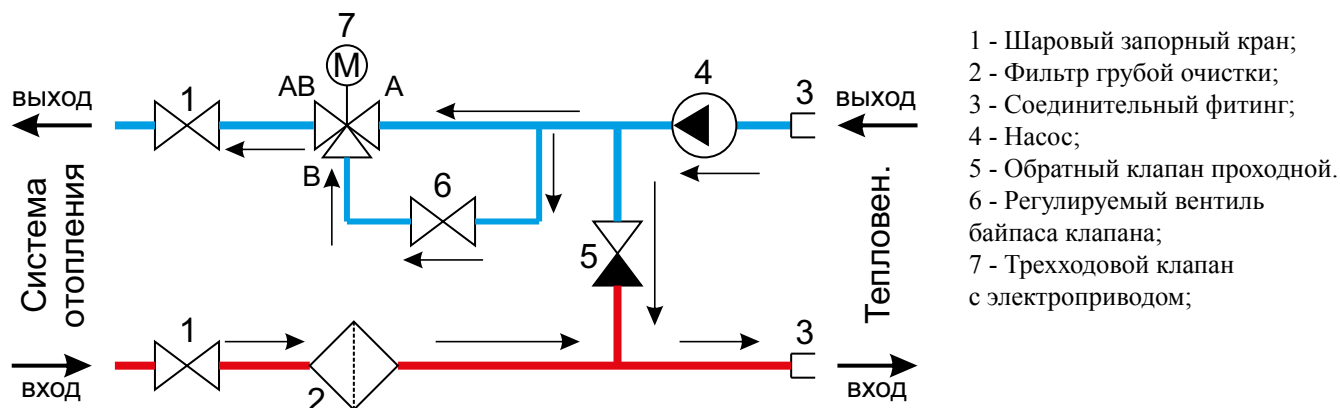 7
М
АВ
А
В
1
4
3
выход
выход
6
5
Система
отопления
Тепловен.
1
2
3
вход
вход
1 - Шаровый запорный кран;
2 - Фильтр грубой очистки;
3 - Соединительный фитинг;
4 - Насос;
5 - Обратный клапан проходной.
6 - Регулируемый вентиль
байпаса клапана;
7 - Трехходовой клапан
с электроприводом;